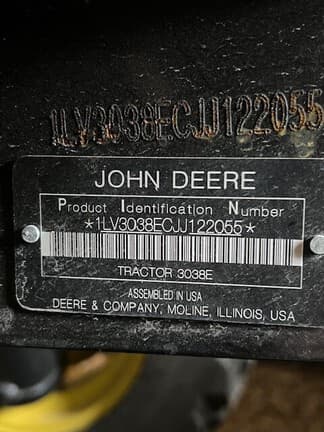 1LV3038ECJJ122055
JOHN DEERE
Product Identification Number
*1LV3038ECJJ122055*
TRACTOR 3038E
ASSEMBLED IN USA
DEERE & COMPANY, MOLINE, ILLINOIS, USA